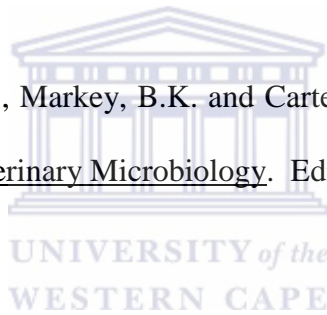 ., Markey, B.K. and Carte
erinary Microbiology. Ed
UNIVERSITY of the
WESTERN CAPE